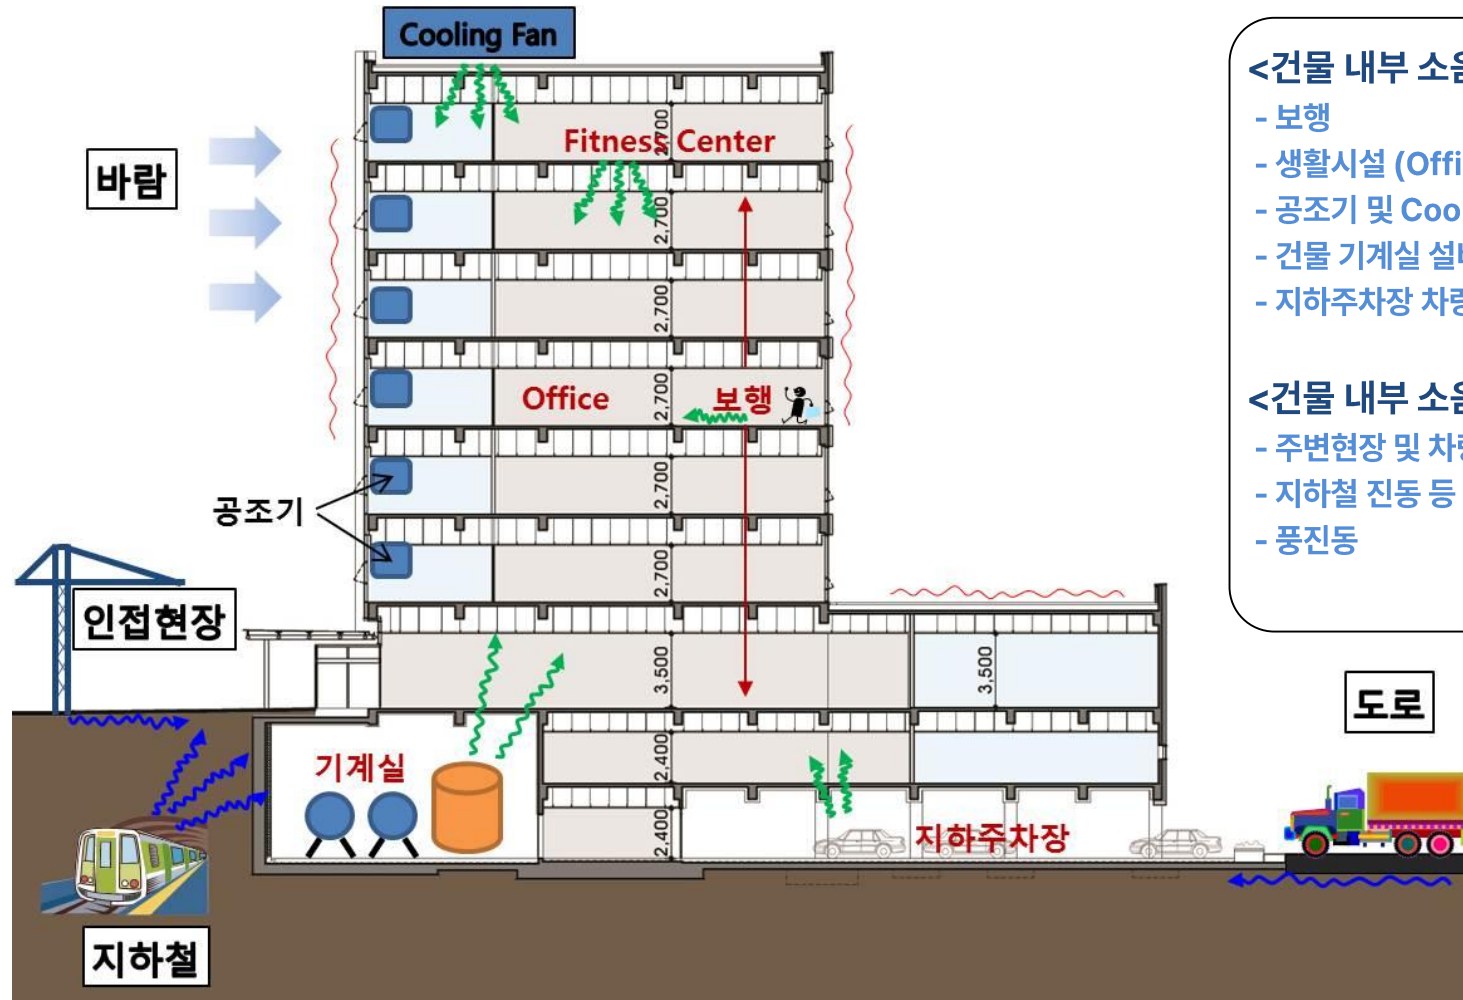 Cooling Fan
바람
Fitness Center
2,700
2,700
2,700
Office
2,700
보행
공조기
2,700
2,700
인접현장
3,500
3,500
기계실
2,400
2,400
지하주차장
지하철
도로
<건물 내부 소음
- 보행
- 생활시설 (Offi
- 공조기 및 Coo
- 건물 기계실 설
- 지하주차장 차
<건물 내부 소음
- 주변현장 및 차
- 지하철 진동 등
- 풍진동